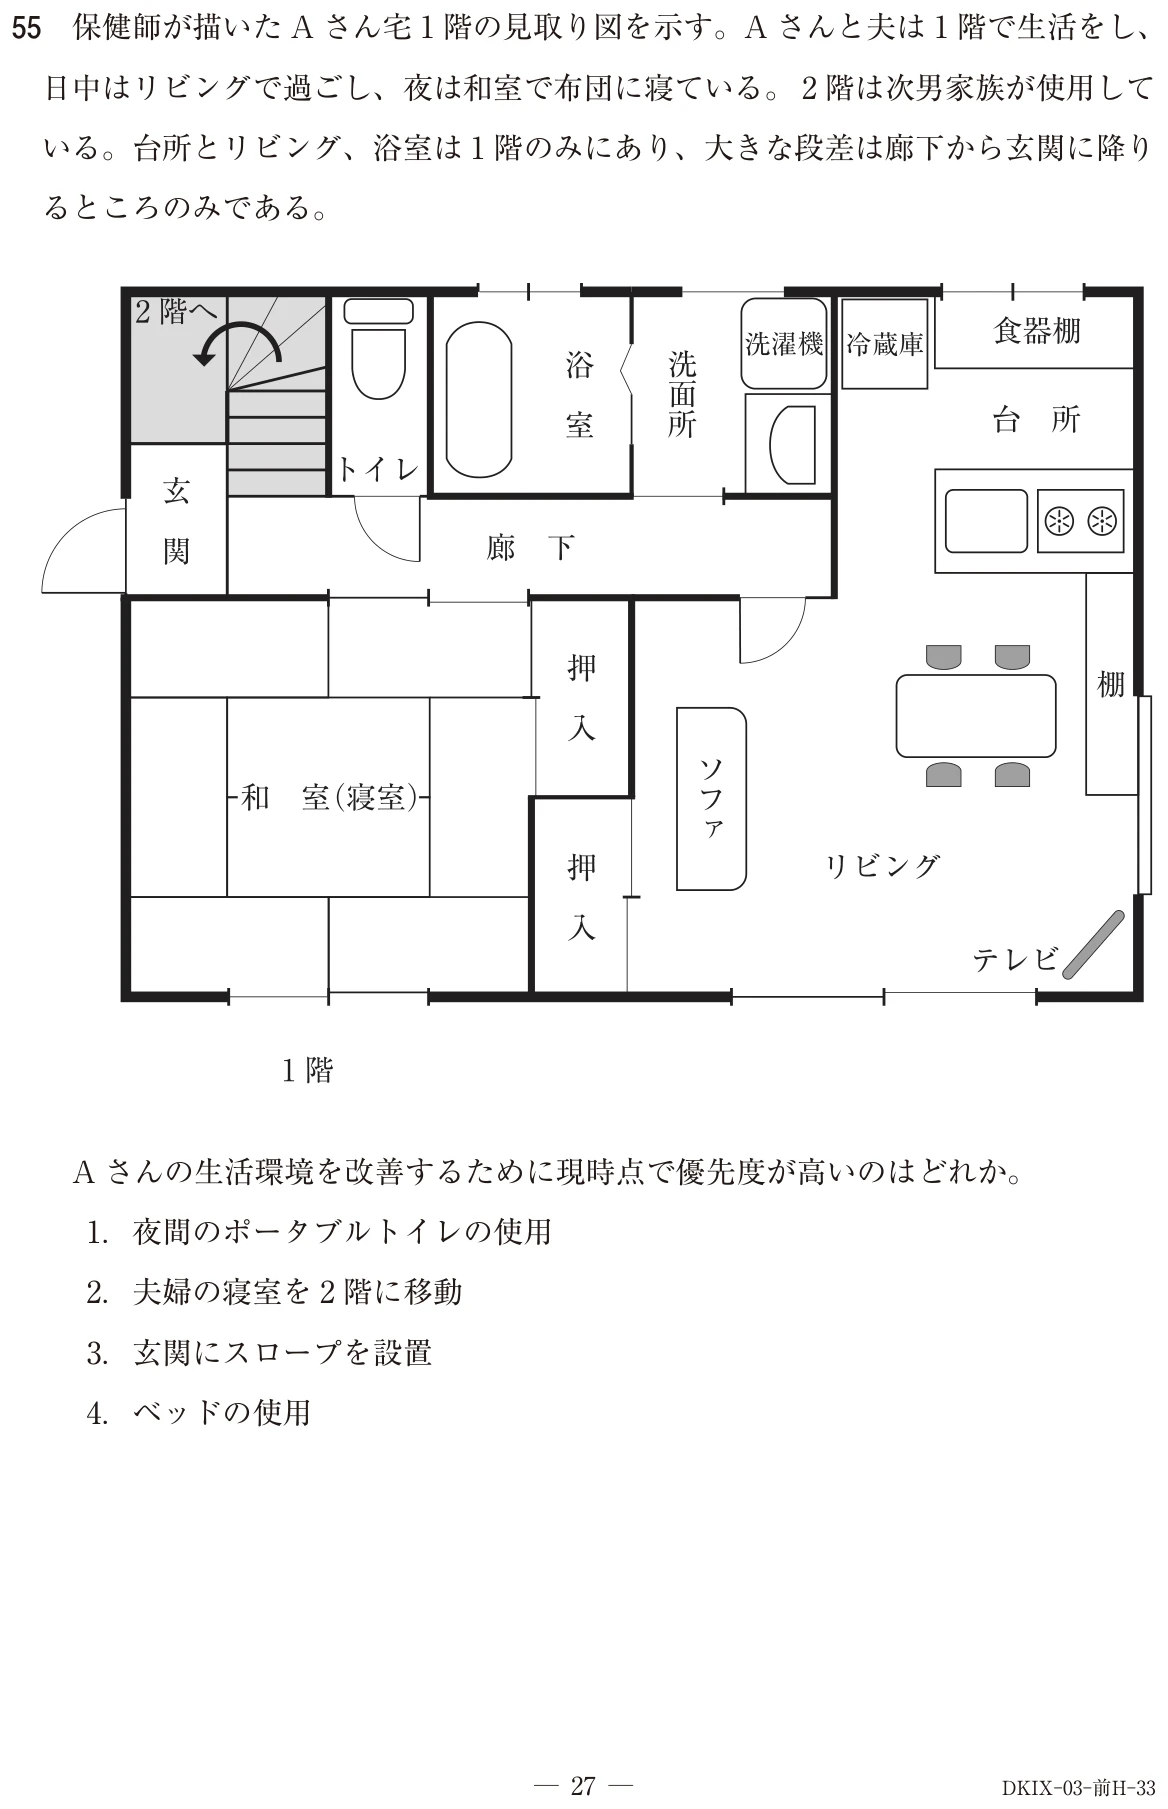 55 保健師が描いた A さん宅 1 階の見取り図を示す。A さんと夫は 1 階で生活をし、
日中はリビングで過ごし、夜は和室で布団に寝ている。2 階は次男家族が使用して
いる。台所とリビング、浴室は 1 階のみにあり、大きな段差は廊下から玄関に降り
るところのみである。
2 階へ
トイレ
浴室
洗面所
洗濯機
冷蔵庫
食器棚
台 所
玄関
廊 下
押入
棚
和 室(寝室)
ソファ
押入
リビング
テレビ
1 階
A さんの生活環境を改善するために現時点で優先度が高いのはどれか。
1. 夜間のポータブルトイレの使用
2. 夫婦の寝室を 2 階に移動
3. 玄関にスロープを設置
4. ベッドの使用
— 27 —
DKIX-03-前H-33